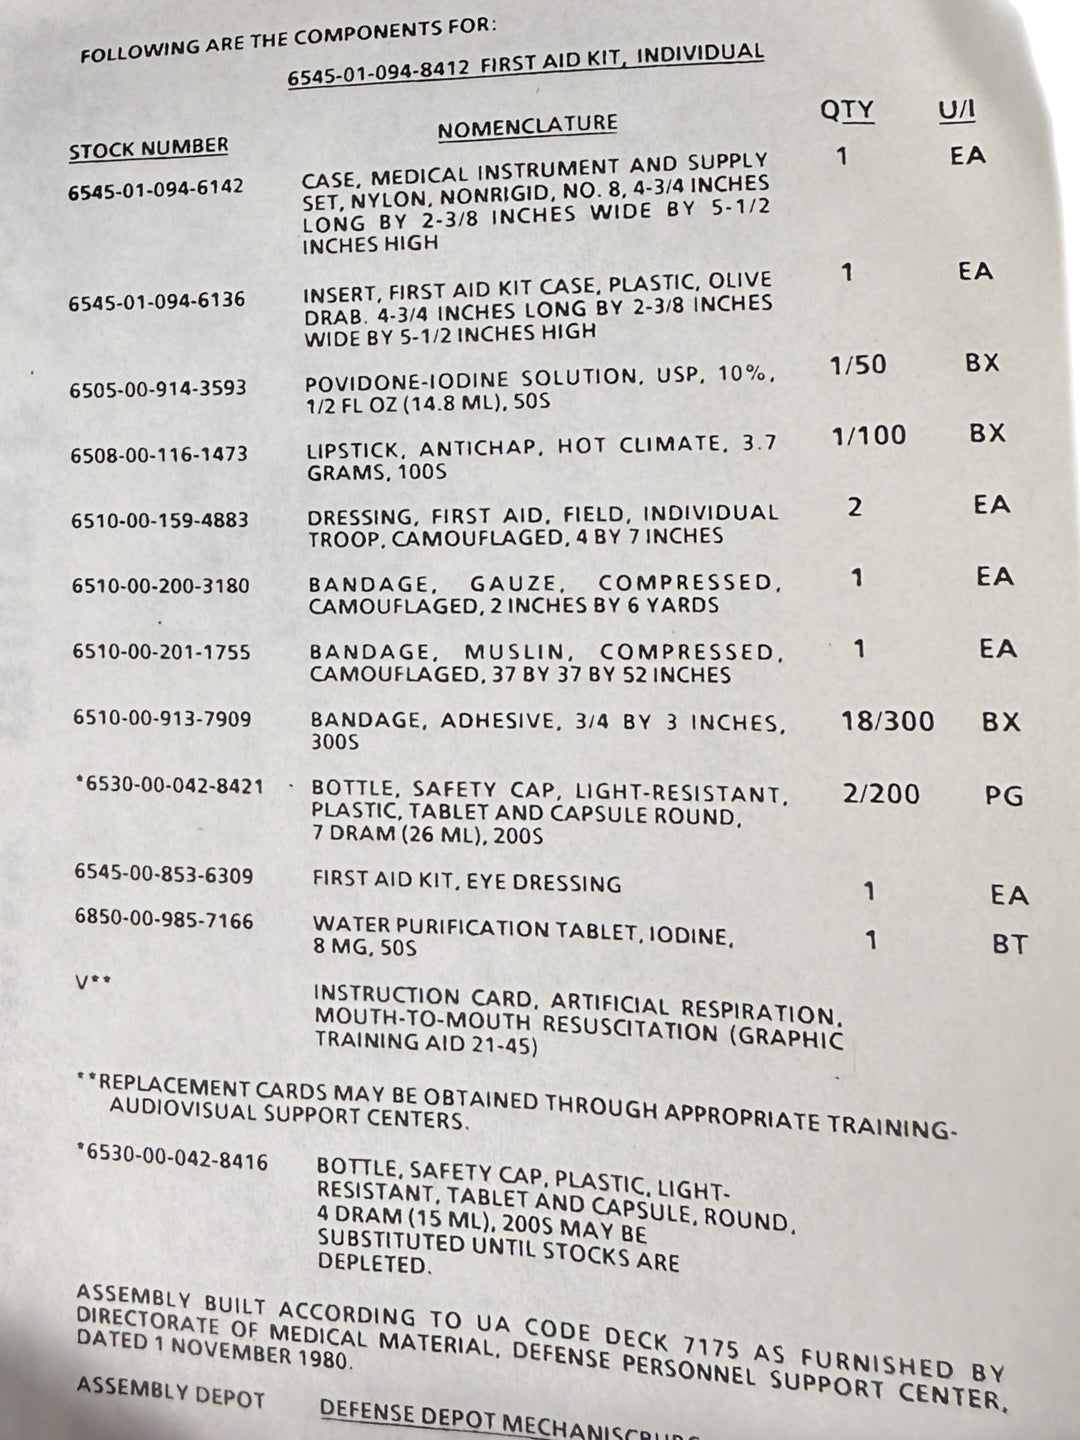 FOLLOWING ARE THE COMPONENTS FOR:
6545-01-094-8412 FIRST AID KIT, INDIVIDUAL
STOCK NUMBER NOMENCLATURE QTY U/I
6545-01-094-6142 CASE, MEDICAL INSTRUMENT AND SUPPLY 1 EA
SET, NYLON, NONRIGID, NO. 8, 4-3/4 INCHES
LONG BY 2-3/8 INCHES WIDE BY 5-1/2
INCHES HIGH
6545-01-094-6136 INSERT, FIRST AID KIT CASE, PLASTIC, OLIVE 1 EA
DRAB. 4-3/4 INCHES LONG BY 2-3/8 INCHES
WIDE BY 5-1/2 INCHES HIGH
6505-00-914-3593 POVIDONE-IODINE SOLUTION, USP, 10%, 1/50 BX
1/2 FL OZ (14.8 ML), 50S
6508-00-116-1473 LIPSTICK, ANTICHAP, HOT CLIMATE, 3.7 1/100 BX
GRAMS, 100S
6510-00-159-4883 DRESSING, FIRST AID, FIELD, INDIVIDUAL 2 EA
TROOP, CAMOUFLAGED, 4 BY 7 INCHES
6510-00-200-3180 BANDAGE, GAUZE, COMPRESSED, 1 EA
CAMOUFLAGED, 2 INCHES BY 6 YARDS
6510-00-201-1755 BANDAGE, MUSLIN, COMPRESSED, 1 EA
CAMOUFLAGED, 37 BY 37 BY 52 INCHES
6510-00-913-7909 BANDAGE, ADHESIVE, 3/4 BY 3 INCHES, 18/300 BX
300S
*6530-00-042-8421 BOTTLE, SAFETY CAP, LIGHT-RESISTANT, 2/200 PG
PLASTIC, TABLET AND CAPSULE ROUND,
7 DRAM (26 ML), 200S
6545-00-853-6309 FIRST AID KIT, EYE DRESSING 1 EA
6850-00-985-7166 WATER PURIFICATION TABLET, IODINE, 1 BT
8 MG, 50S
V** INSTRUCTION CARD, ARTIFICIAL RESPIRATION,
MOUTH-TO-MOUTH RESUSCITATION (GRAPHIC
TRAINING AID 21-45)
**REPLACEMENT CARDS MAY BE OBTAINED THROUGH APPROPRIATE TRAINING-
AUDIOVISUAL SUPPORT CENTERS.
*6530-00-042-8416 BOTTLE, SAFETY CAP, PLASTIC, LIGHT-
RESISTANT, TABLET AND CAPSULE, ROUND,
4 DRAM (15 ML), 200S MAY BE
SUBSTITUTED UNTIL STOCKS ARE
DEPLETED.
ASSEMBLY BUILT ACCORDING TO UA CODE DECK 7175 AS FURNISHED BY
DIRECTORATE OF MEDICAL MATERIAL, DEFENSE PERSONNEL SUPPORT CENTER,
DATED 1 NOVEMBER 1980.
ASSEMBLY DEPOT DEFENSE DEPOT